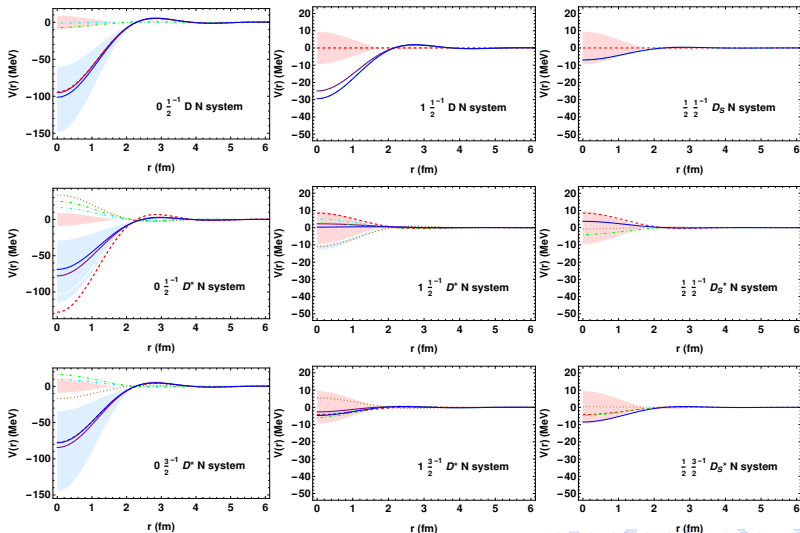 V(r) (MeV)
0
−50
−100
−150
0 1 2 3 4 5 6
r (fm)
0 1/2⁻¹ D N system
V(r) (MeV)
20
10
0
−10
−20
−30
−40
−50
0 1 2 3 4 5 6
r (fm)
1 1/2⁻¹ D N system
V(r) (MeV)
20
10
0
−10
−20
−30
−40
−50
0 1 2 3 4 5 6
r (fm)
1/2 1/2⁻¹ D_S N system
V(r) (MeV)
0
−50
−100
0 1 2 3 4 5 6
r (fm)
0 1/2⁻¹ D* N system
V(r) (MeV)
20
10
0
−10
−20
−30
−40
−50
0 1 2 3 4 5 6
r (fm)
1 1/2⁻¹ D* N system
V(r) (MeV)
20
10
0
−10
−20
−30
−40
−50
0 1 2 3 4 5 6
r (fm)
1/2 1/2⁻¹ D_S* N system
V(r) (MeV)
0
−50
−100
−150
0 1 2 3 4 5 6
r (fm)
0 3/2⁻¹ D* N system
V(r) (MeV)
20
10
0
−10
−20
−30
−40
−50
0 1 2 3 4 5 6
r (fm)
1 3/2⁻¹ D* N system
V(r) (MeV)
20
10
0
−10
−20
−30
−40
−50
0 1 2 3 4 5 6
r (fm)
1/2 3/2⁻¹ D_S* N system